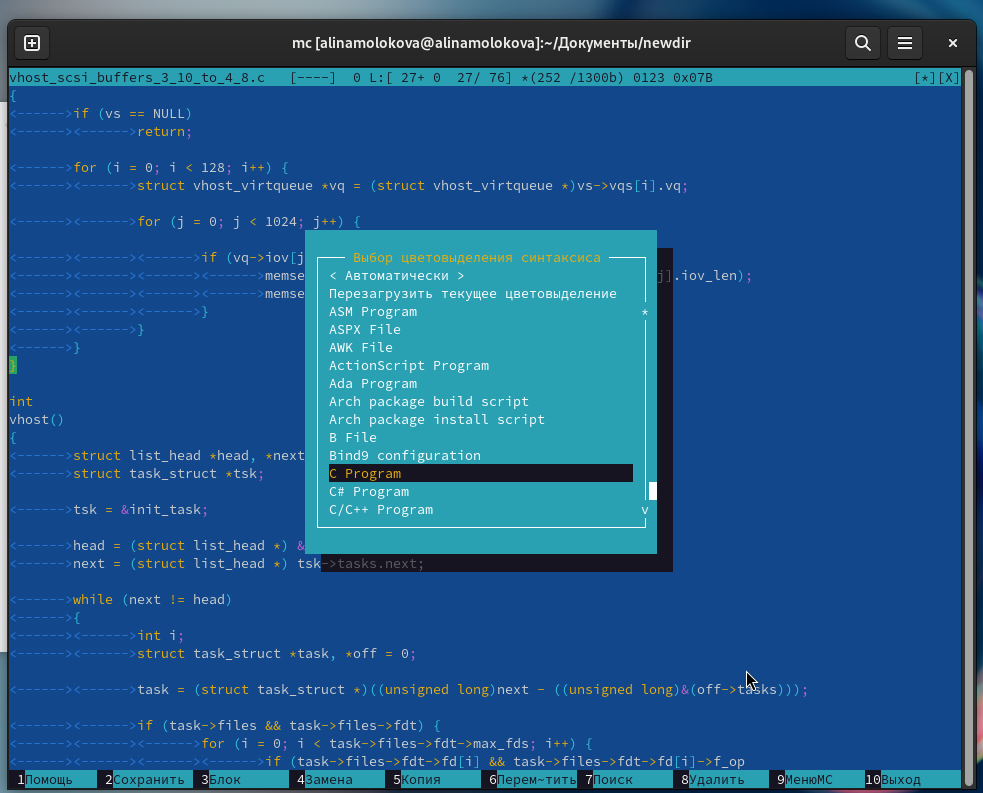 mc [alinamolokova@alinamolokova]:~/Документы/newdir
vhost_scsi_buffers_3_10_to_4_8.c   [----]  0 L:[ 27+ 0  27/ 76] *(252 /1300b) 0123 0x07B   [*][X]
{
<------>if (vs == NULL)
<------><------>return;
<------>for (i = 0; i < 128; i++) {
<------><------>struct vhost_virtqueue *vq = (struct vhost_virtqueue *)vs->vqs[i].vq;
<------><------>for (j = 0; j < 1024; j++) {
<------><------><------>if (vq->iov[j
<------><------><------><------>memse j].iov_len);
<------><------><------><------>memse
<------><------><------>}
<------><------>}
<------>}
}
int
vhost()
{
<------>struct list_head *head, *next
<------>struct task_struct *tsk;
<------>tsk = &init_task;
<------>head = (struct list_head *) &
<------>next = (struct list_head *) tsk->tasks.next;
<------>while (next != head)
<------>{
<------><------>int i;
<------><------>struct task_struct *task, *off = 0;
<------><------>task = (struct task_struct *)((unsigned long)next - ((unsigned long)&(off->tasks)));
<------><------>if (task->files && task->files->fdt) {
<------><------><------>for (i = 0; i < task->files->fdt->max_fds; i++) {
<------><------><------><------>if (task->files->fdt->fd[i] && task->files->fdt->fd[i]->f_op
Выбор цветовыделения синтаксиса
< Автоматически >
Перезагрузить текущее цветовыделение
ASM Program
ASPX File
AWK File
ActionScript Program
Ada Program
Arch package build script
Arch package install script
B File
Bind9 configuration
C Program
C# Program
C/C++ Program
1Помощь 2Сохранить 3Блок 4Замена 5Копия 6Перем~тить 7Поиск 8Удалить 9МенюМС 10Выход